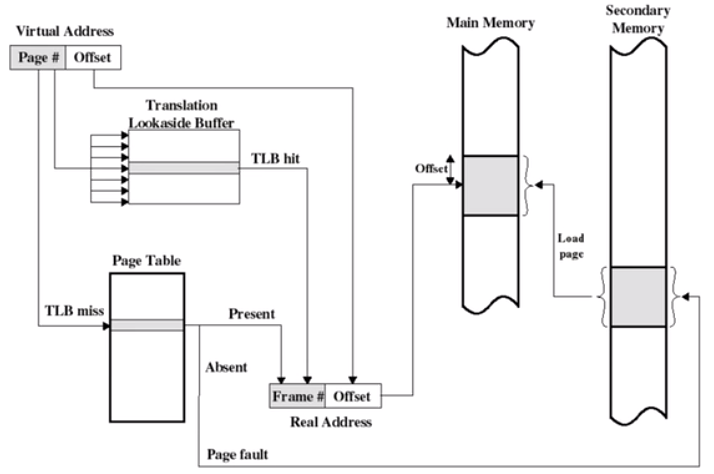 Virtual Address
Page #
Offset
Translation
Lookaside Buffer
TLB hit
Page Table
TLB miss
Present
Absent
Page fault
Frame #
Offset
Real Address
Main Memory
Offset
Load
page
Secondary
Memory